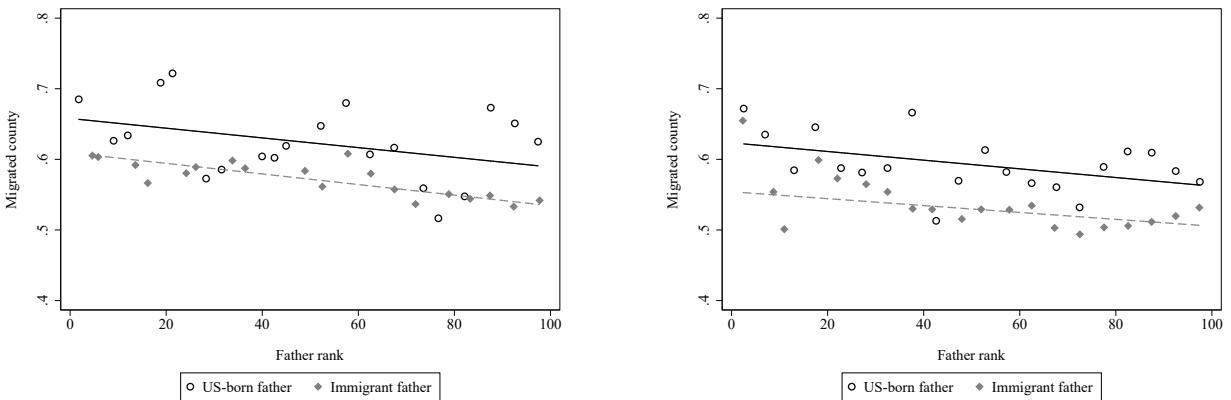 .8
.7
.6
.5
.4
Migrated county
0 20 40 60 80 100
Father rank
US-born father Immigrant father
.8
.7
.6
.5
.4
Migrated county
0 20 40 60 80 100
Father rank
US-born father Immigrant father